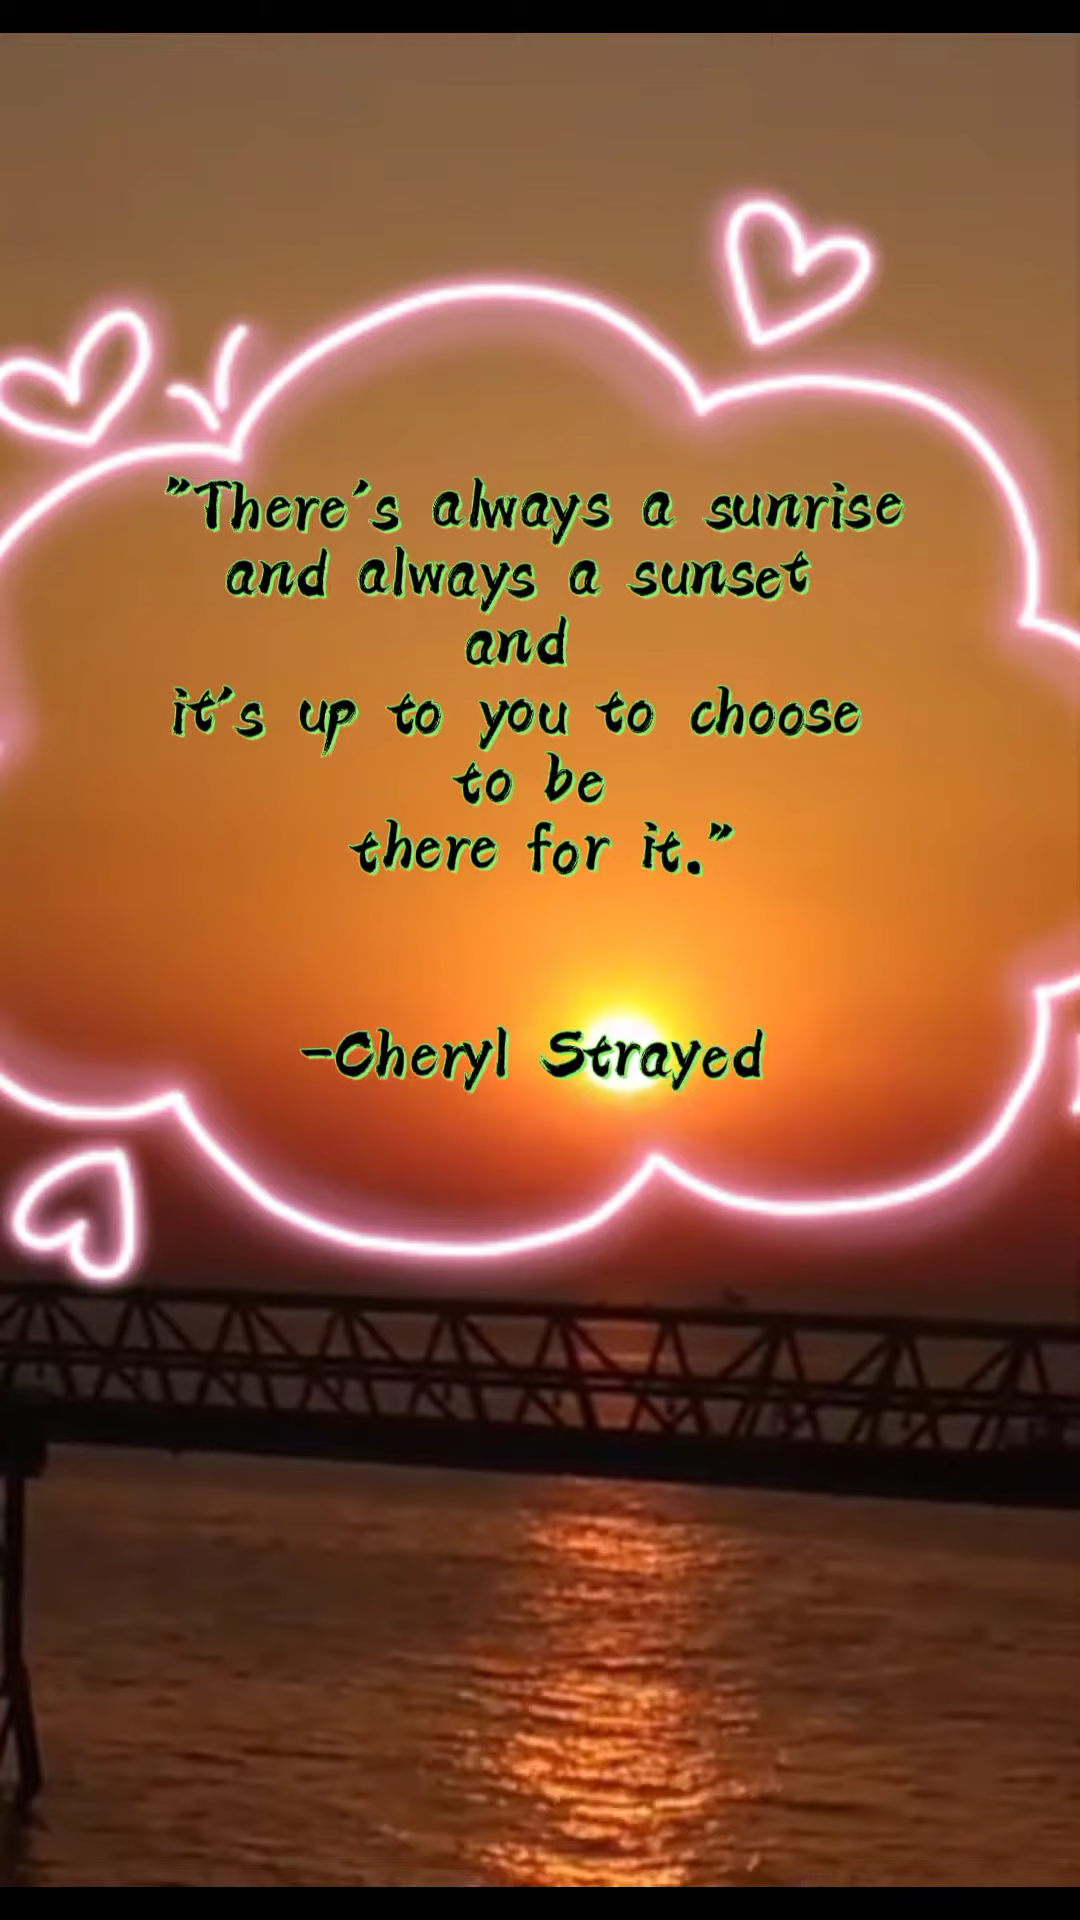 "There's always a sunrise
and always a sunset
and
it's up to you to choose
to be
there for it."
-Cheryl Strayed